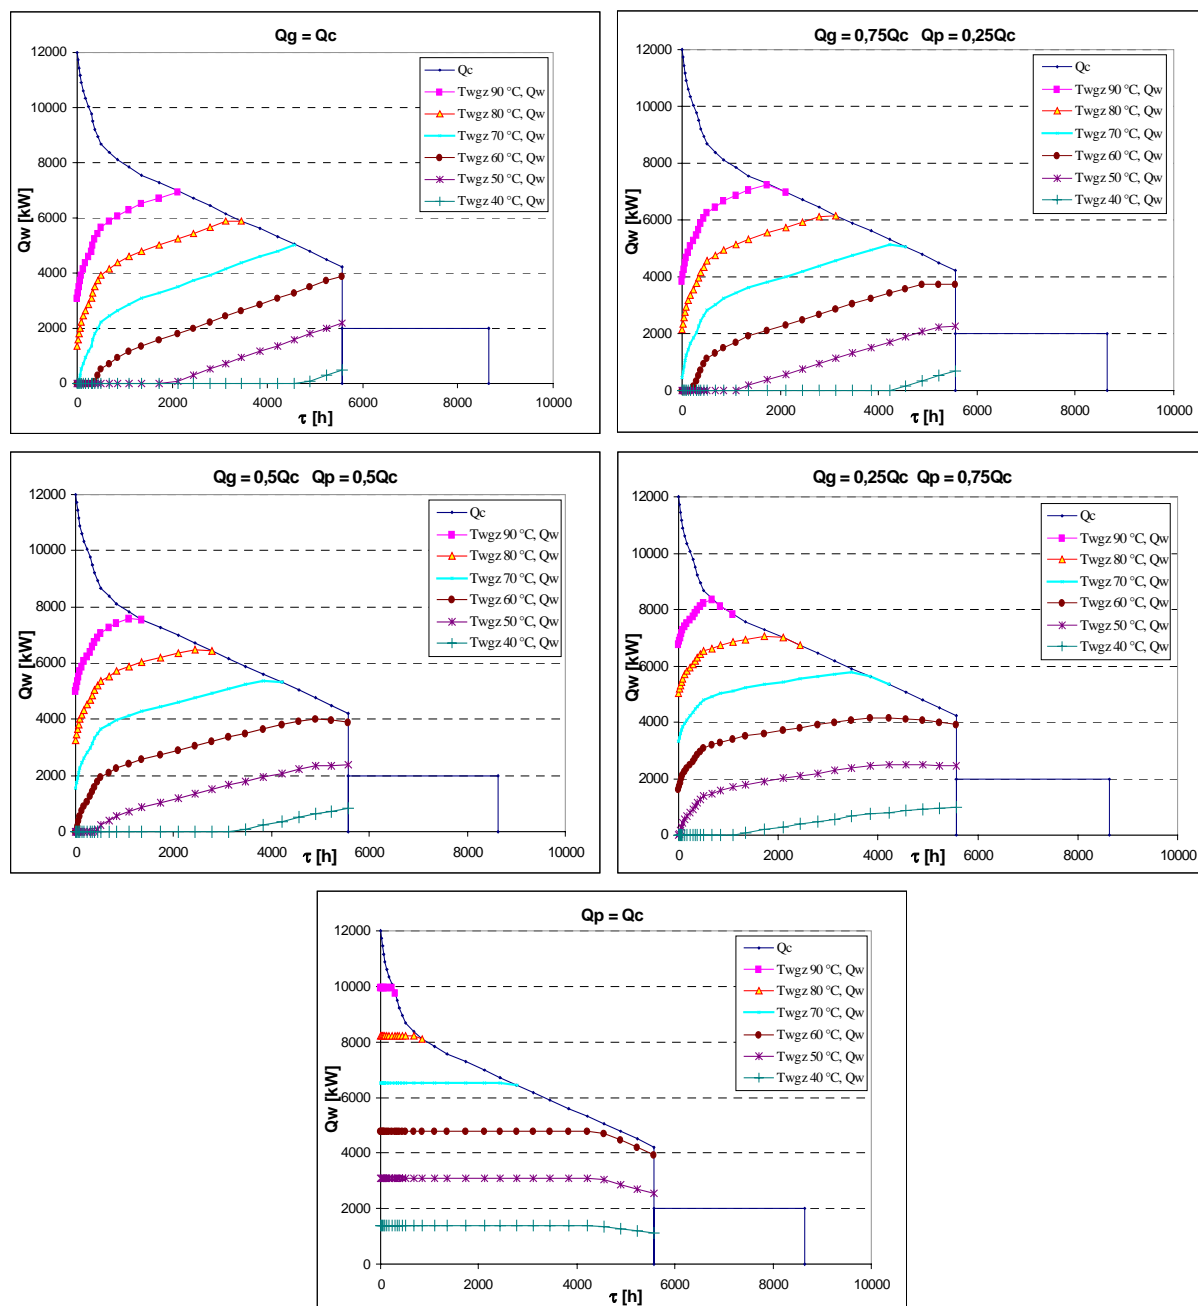 Qg = Qc
Qw [kW]
12000
10000
8000
6000
4000
2000
0
Qc
Twgz 90 °C, Qw
Twgz 80 °C, Qw
Twgz 70 °C, Qw
Twgz 60 °C, Qw
Twgz 50 °C, Qw
Twgz 40 °C, Qw
0 2000 4000 6000 8000 10000
τ [h]
Qg = 0,75Qc Qp = 0,25Qc
Qw [kW]
12000
10000
8000
6000
4000
2000
0
Qc
Twgz 90 °C, Qw
Twgz 80 °C, Qw
Twgz 70 °C, Qw
Twgz 60 °C, Qw
Twgz 50 °C, Qw
Twgz 40 °C, Qw
0 2000 4000 6000 8000 10000
τ [h]
Qg = 0,5Qc Qp = 0,5Qc
Qw [kW]
12000
10000
8000
6000
4000
2000
0
Qc
Twgz 90 °C, Qw
Twgz 80 °C, Qw
Twgz 70 °C, Qw
Twgz 60 °C, Qw
Twgz 50 °C, Qw
Twgz 40 °C, Qw
0 2000 4000 6000 8000 10000
τ [h]
Qg = 0,25Qc Qp = 0,75Qc
Qw [kW]
12000
10000
8000
6000
4000
2000
0
Qc
Twgz 90 °C, Qw
Twgz 80 °C, Qw
Twgz 70 °C, Qw
Twgz 60 °C, Qw
Twgz 50 °C, Qw
Twgz 40 °C, Qw
0 2000 4000 6000 8000 10000
τ [h]
Qp = Qc
Qw [kW]
12000
10000
8000
6000
4000
2000
0
Qc
Twgz 90 °C, Qw
Twgz 80 °C, Qw
Twgz 70 °C, Qw
Twgz 60 °C, Qw
Twgz 50 °C, Qw
Twgz 40 °C, Qw
0 2000 4000 6000 8000 10000
τ [h]